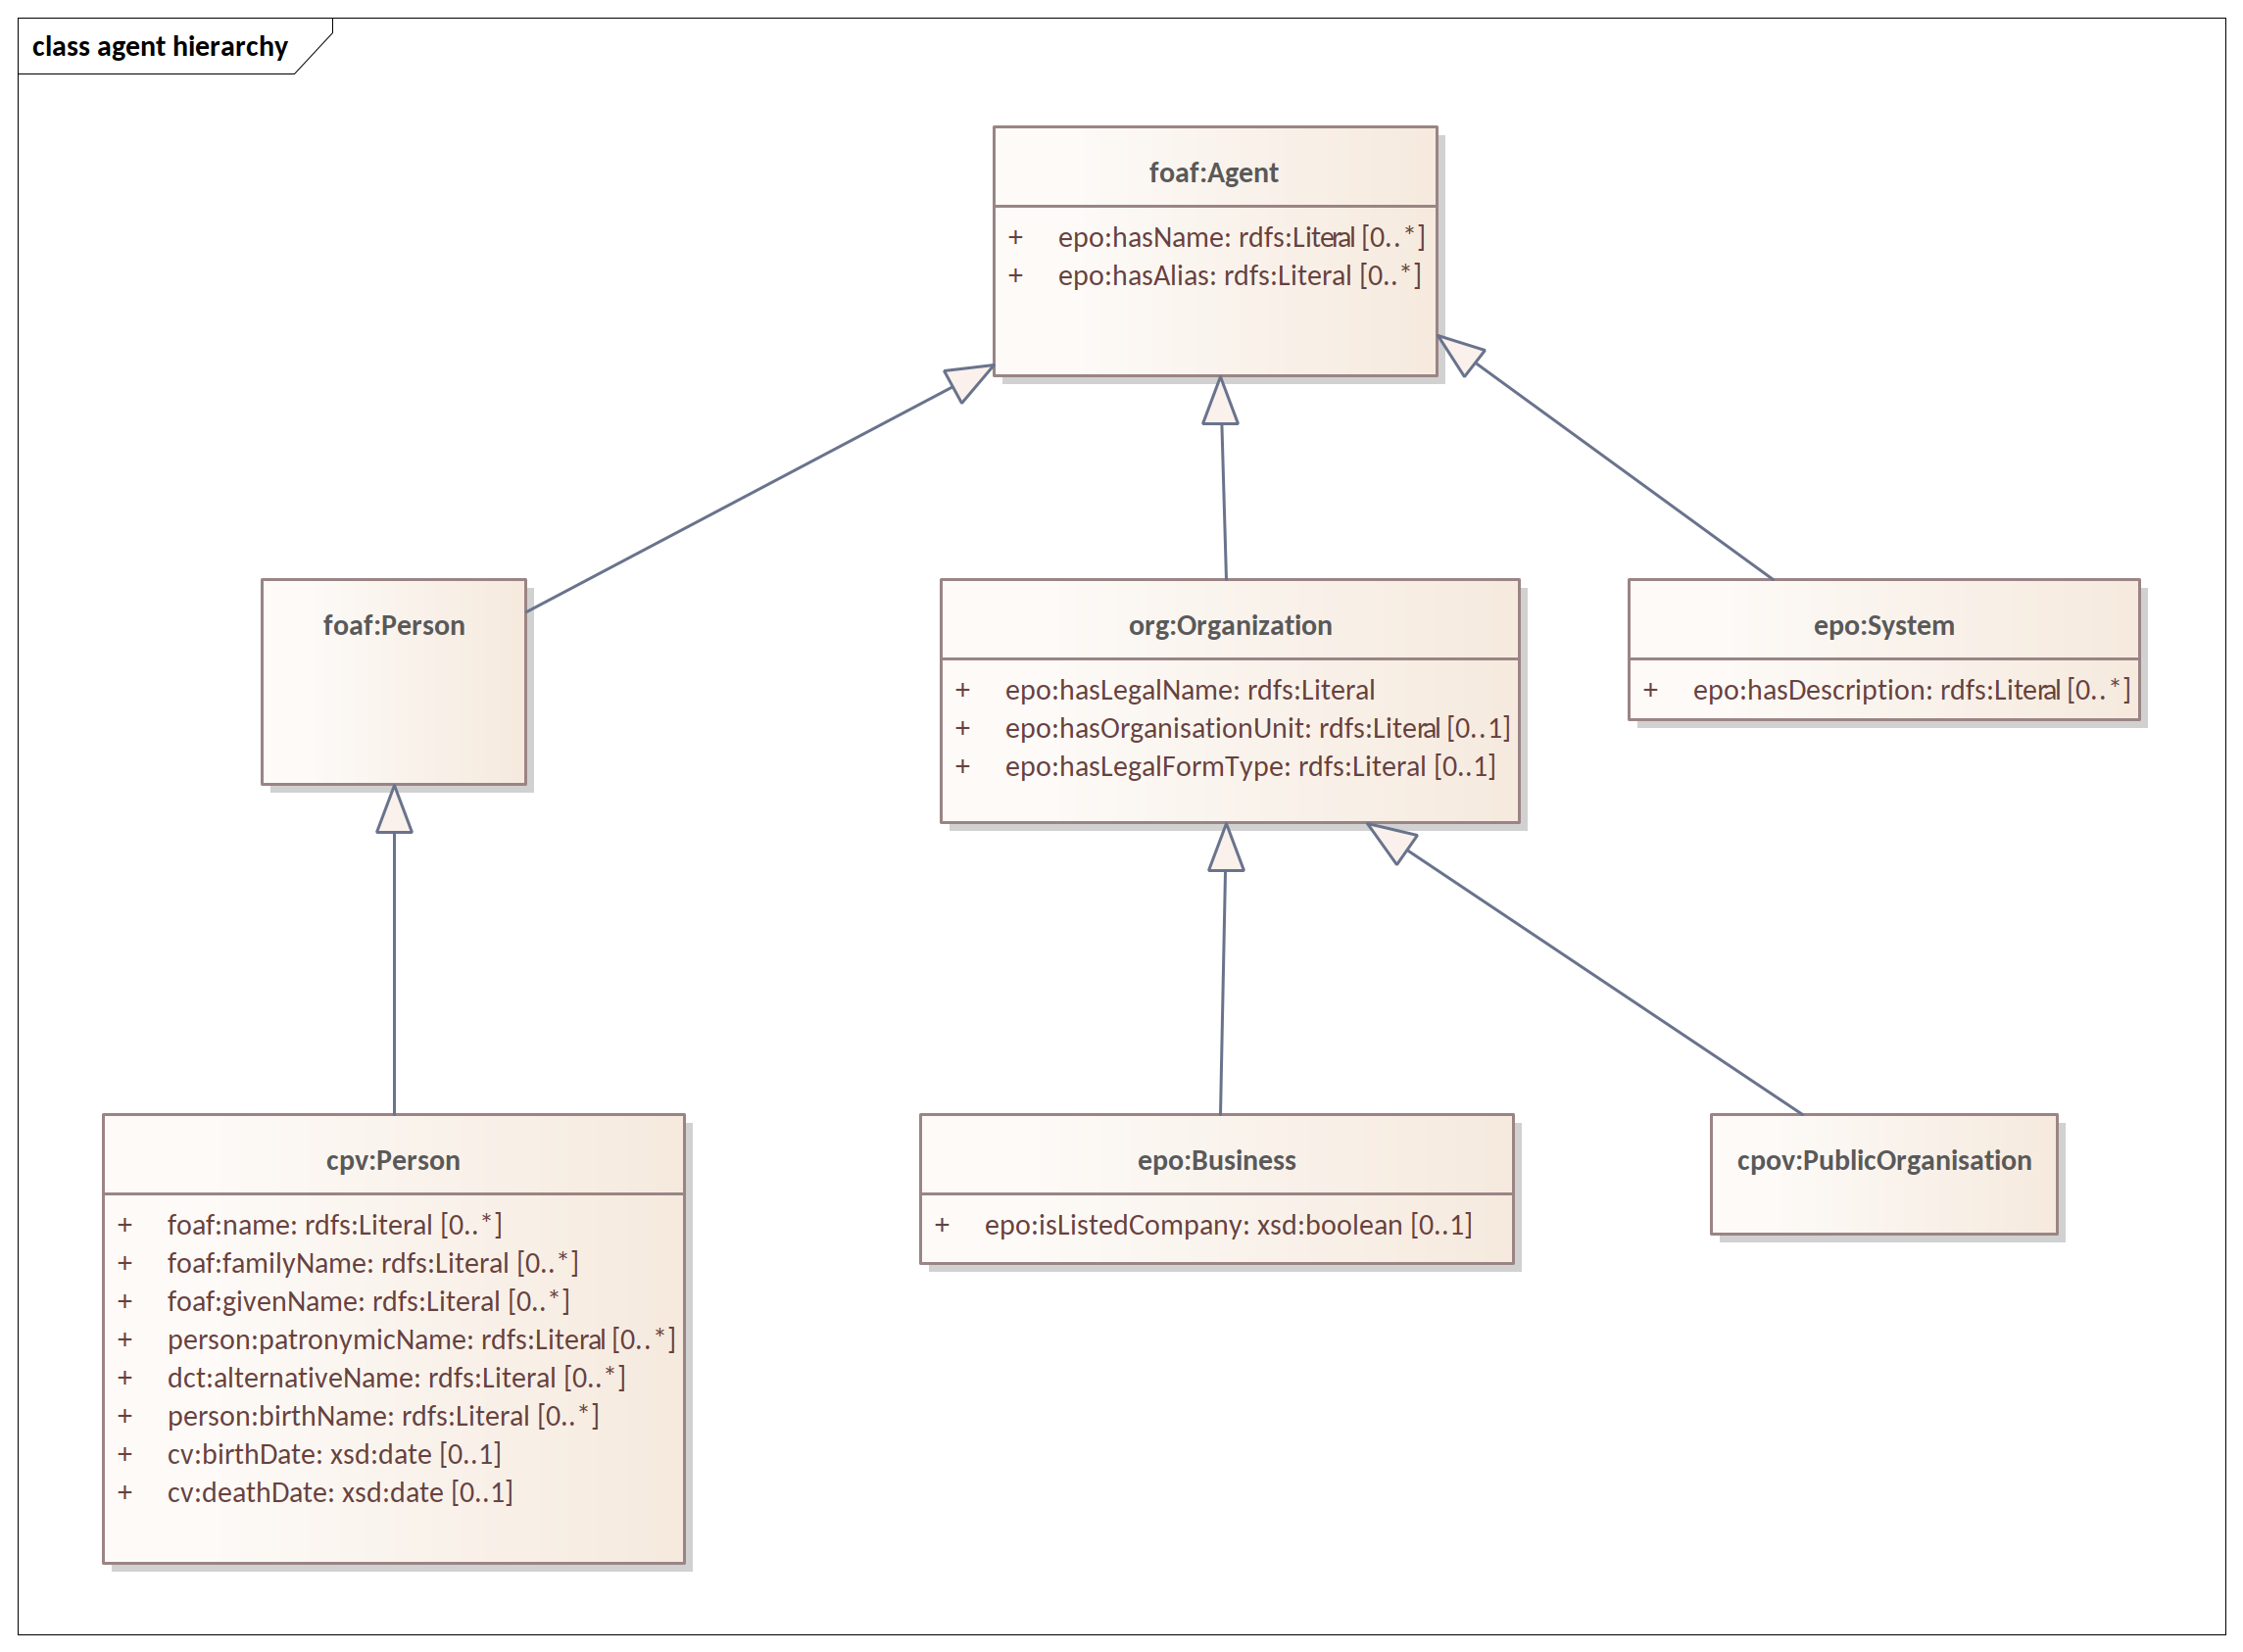 class agent hierarchy
foaf:Agent
+ epo:hasName: rdfs:Literal [0..*]
+ epo:hasAlias: rdfs:Literal [0..*]
foaf:Person
org:Organization
+ epo:hasLegalName: rdfs:Literal
+ epo:hasOrganisationUnit: rdfs:Literal [0..1]
+ epo:hasLegalFormType: rdfs:Literal [0..1]
epo:System
+ epo:hasDescription: rdfs:Literal [0..*]
cpv:Person
+ foaf:name: rdfs:Literal [0..*]
+ foaf:familyName: rdfs:Literal [0..*]
+ foaf:givenName: rdfs:Literal [0..*]
+ person:patronymicName: rdfs:Literal [0..*]
+ dct:alternativeName: rdfs:Literal [0..*]
+ person:birthName: rdfs:Literal [0..*]
+ cv:birthDate: xsd:date [0..1]
+ cv:deathDate: xsd:date [0..1]
epo:Business
+ epo:isListedCompany: xsd:boolean [0..1]
cpov:PublicOrganisation